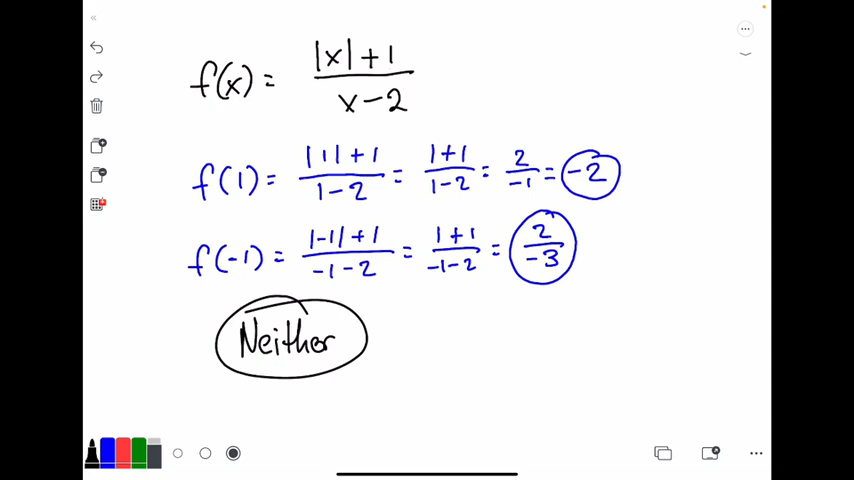 f(x) = (|x| + 1)/(x - 2)
f(1) = (|1| + 1)/(1 - 2) = (1 + 1)/(1 - 2) = 2/-1 = -2
f(-1) = (|-1| + 1)/(-1 - 2) = (1 + 1)/(-1 - 2) = 2/-3
Neither